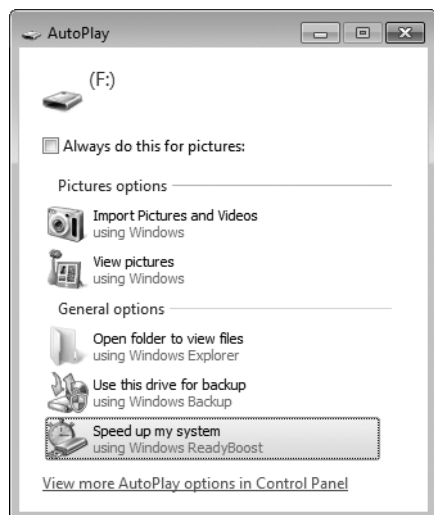 AutoPlay
(F:)
Always do this for pictures:
Pictures options
Import Pictures and Videos
using Windows
View pictures
using Windows
General options
Open folder to view files
using Windows Explorer
Use this drive for backup
using Windows Backup
Speed up my system
using Windows ReadyBoost
View more AutoPlay options in Control Panel